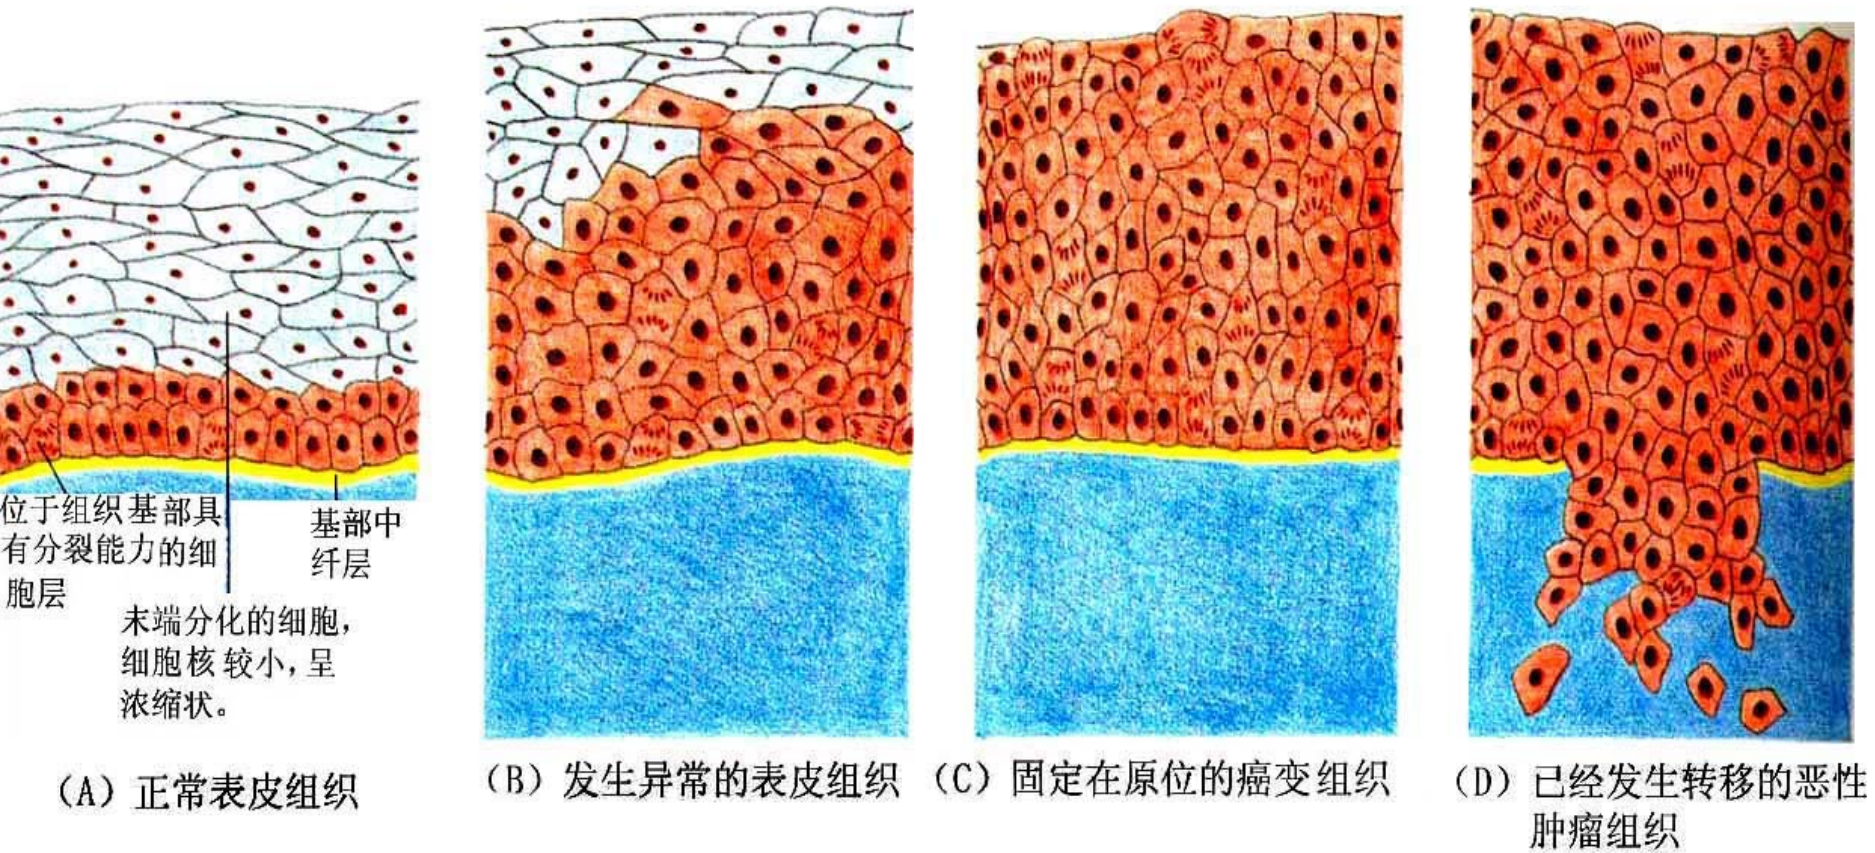 位于组织基部具
有分裂能力的细
胞层
基部中
纤层
末端分化的细胞，
细胞核较小，呈
浓缩状。
（A）正常表皮组织
（B）发生异常的表皮组织
（C）固定在原位的癌变组织
（D）已经发生转移的恶性
肿瘤组织